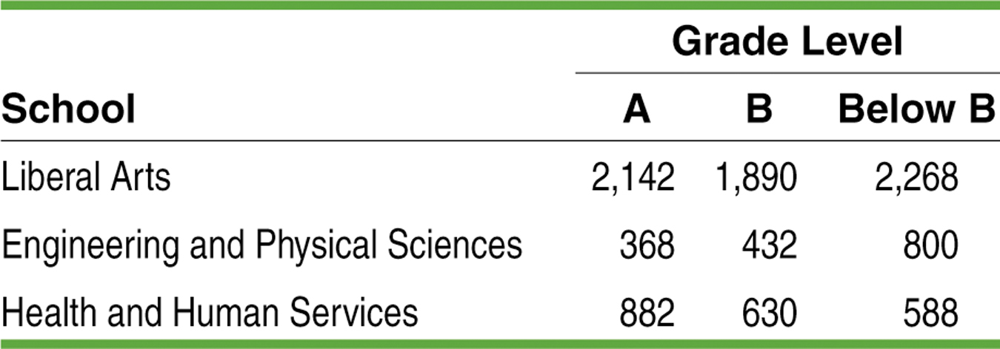 Grade Level
School A B Below B
Liberal Arts 2,142 1,890 2,268
Engineering and Physical Sciences 368 432 800
Health and Human Services 882 630 588